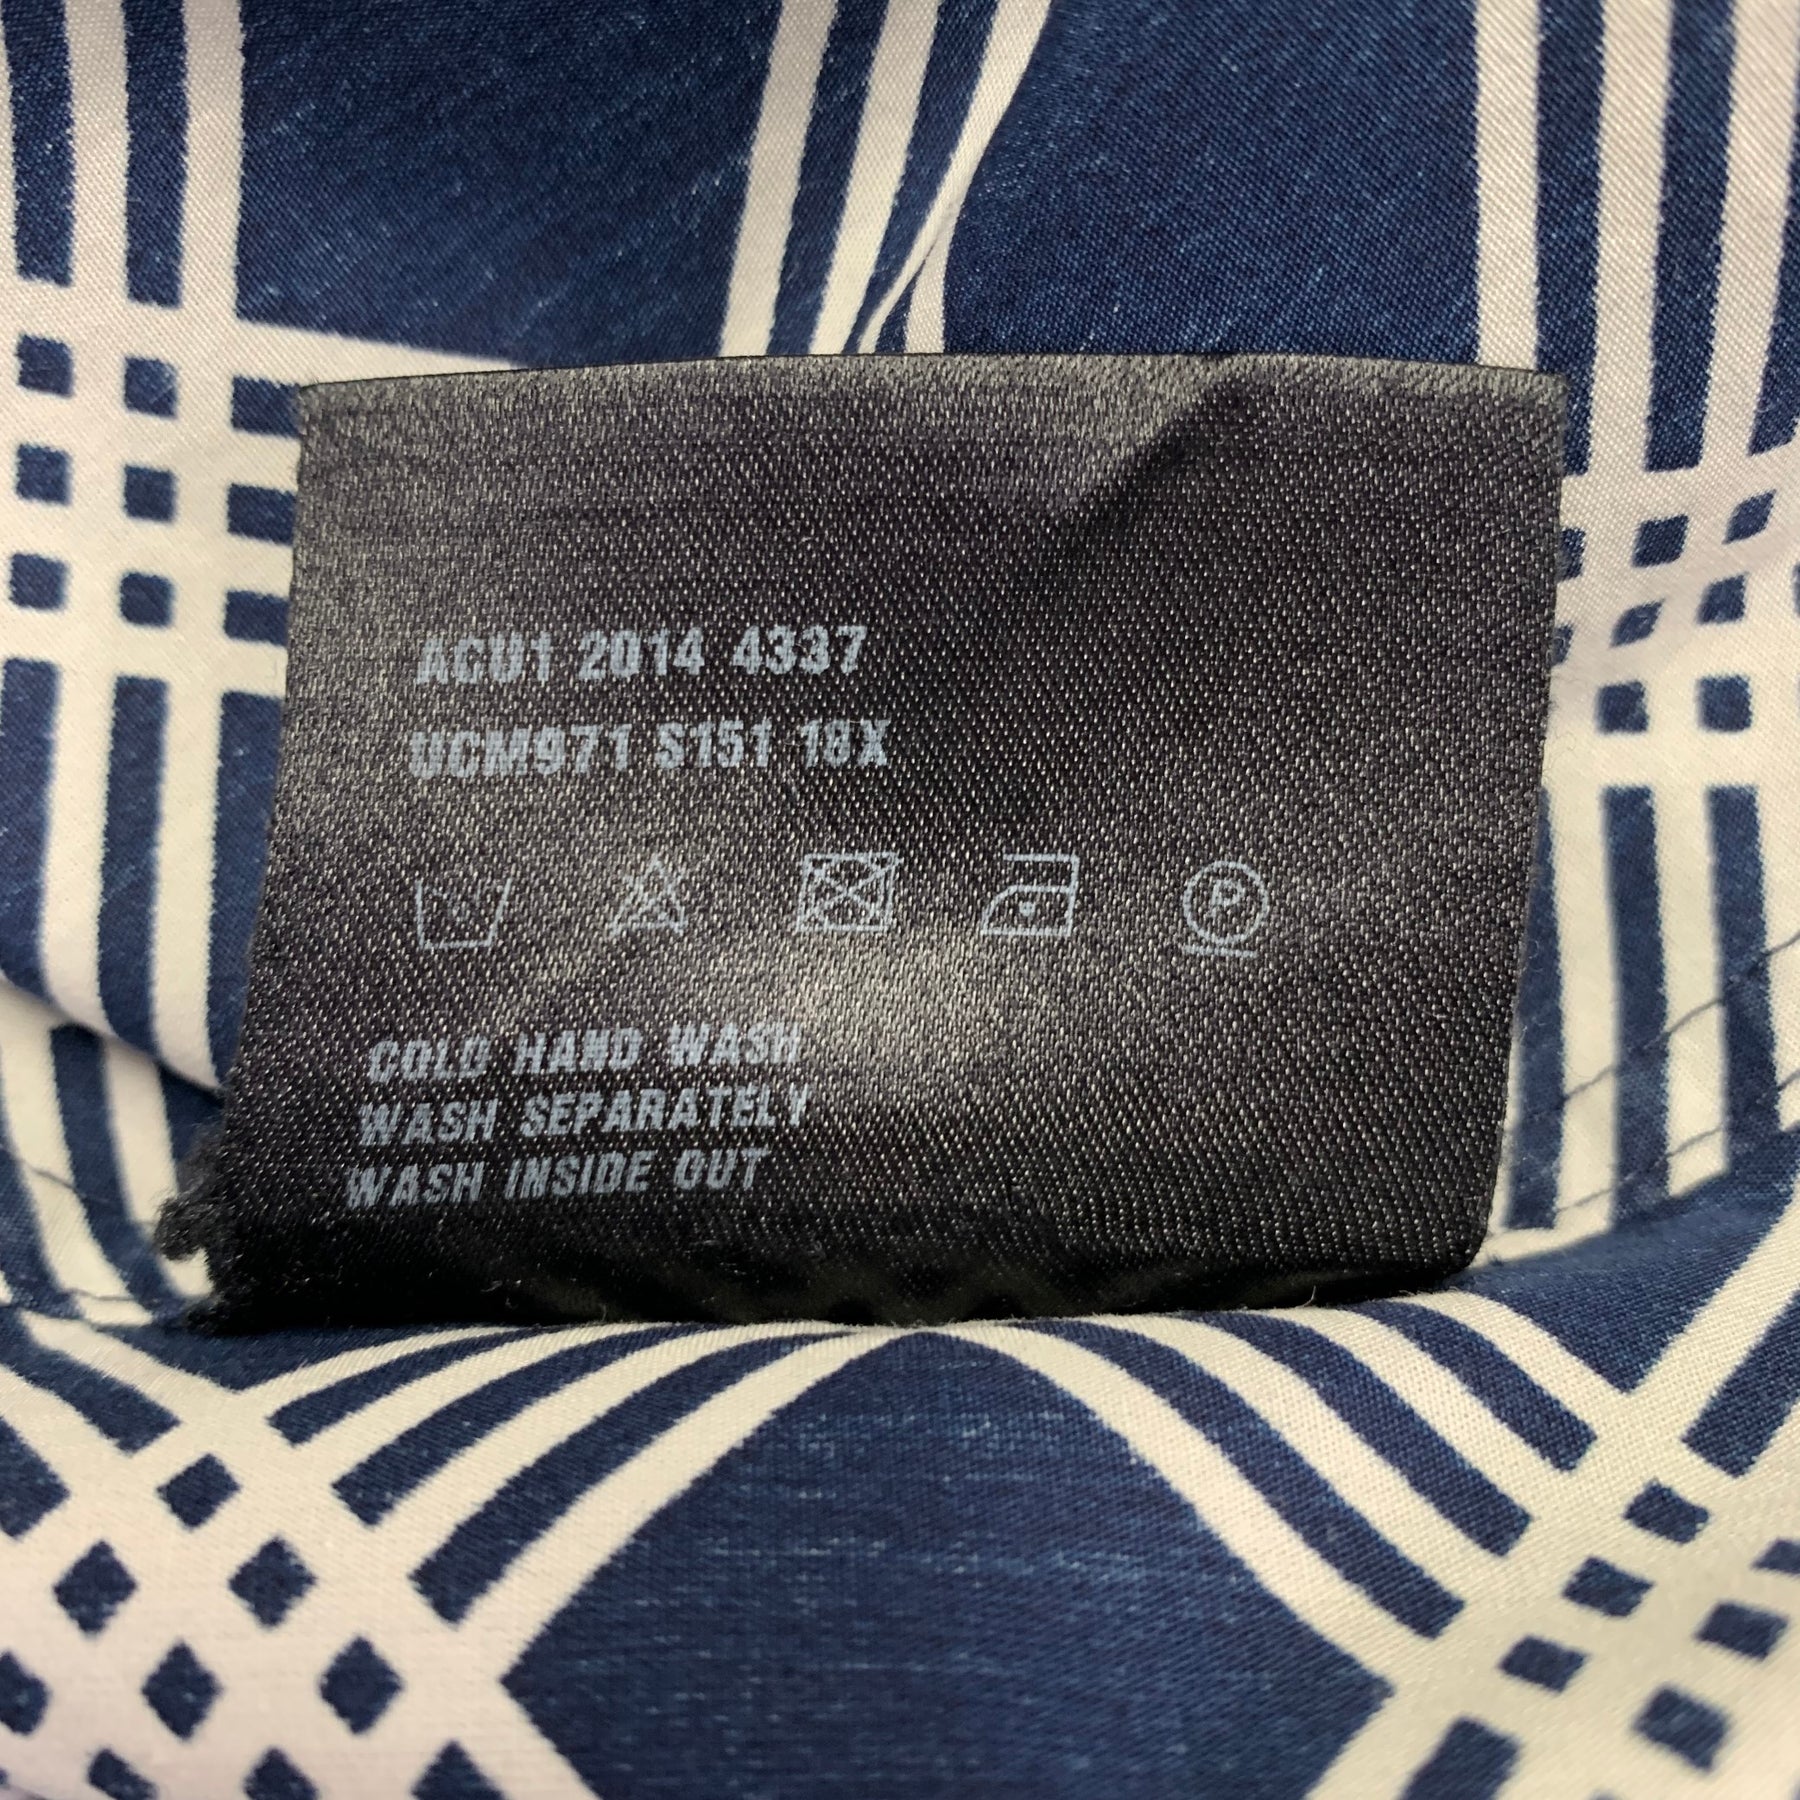 ACU1 2014 4337
UCM971 S151 18X
P
COLD HAND WASH
WASH SEPARATELY
WASH INSIDE OUT